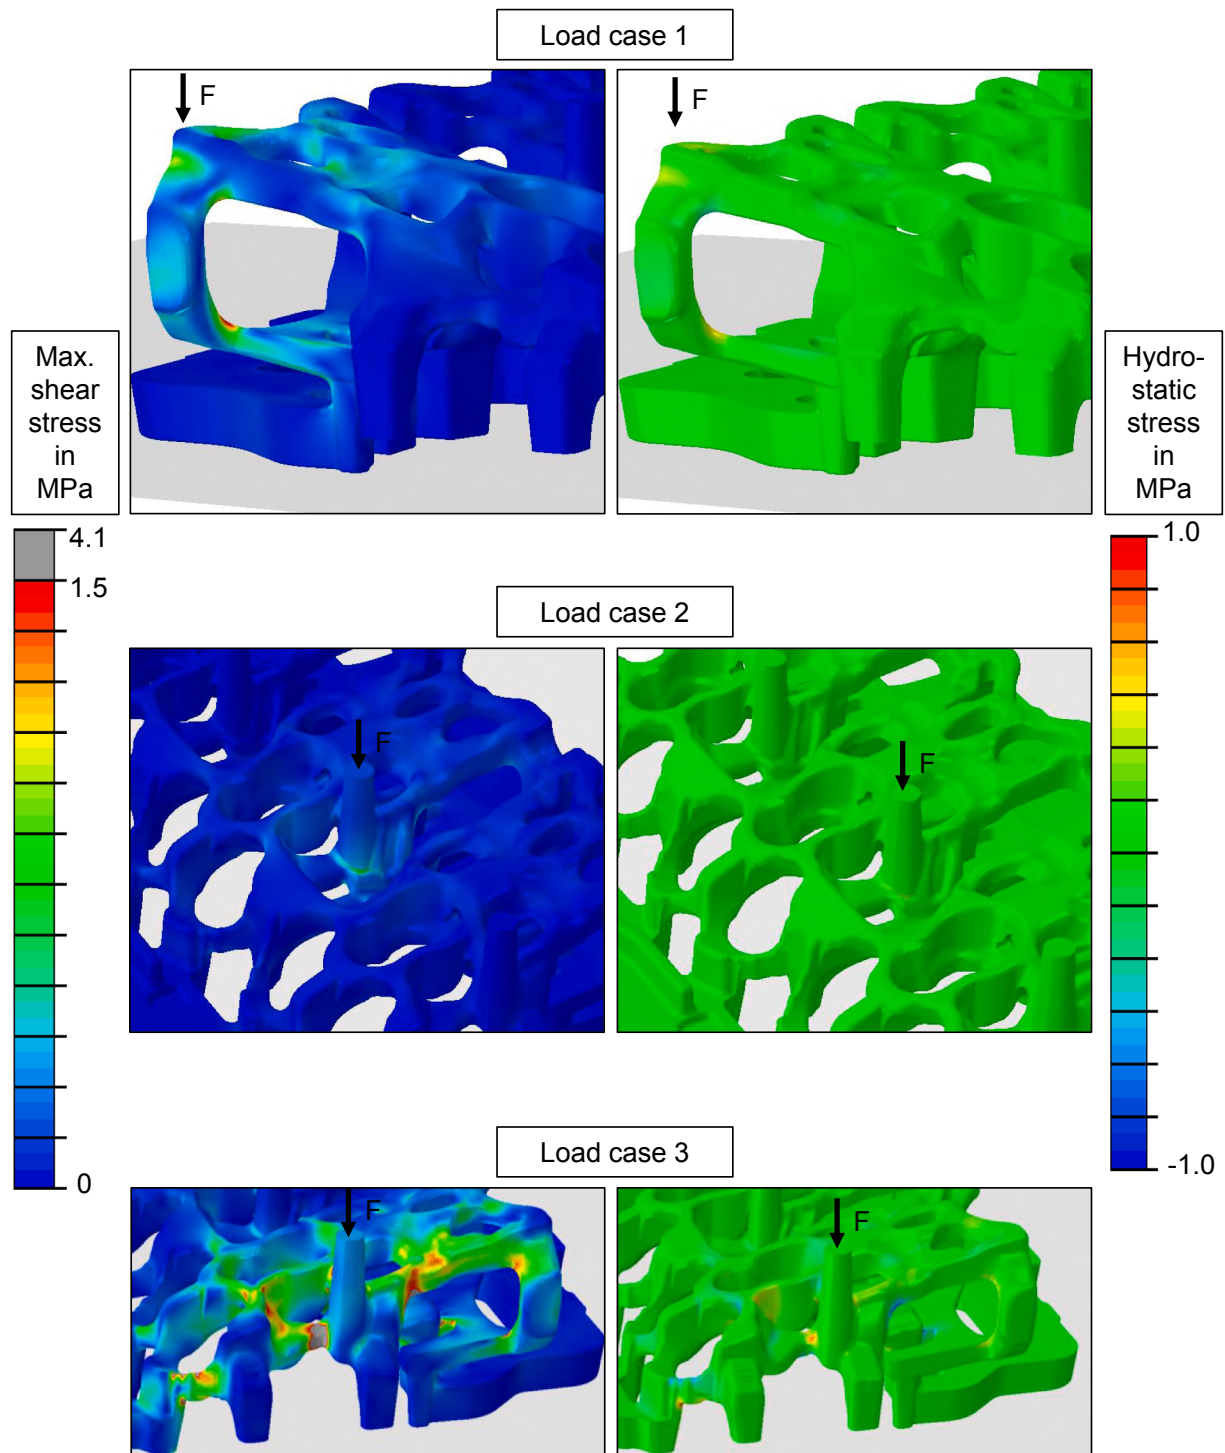 Load case 1
F
F
Max.
shear
stress
in
MPa
Hydro-
static
stress
in
MPa
4.1
1.5
0
1.0
-1.0
Load case 2
F
F
Load case 3
F
F